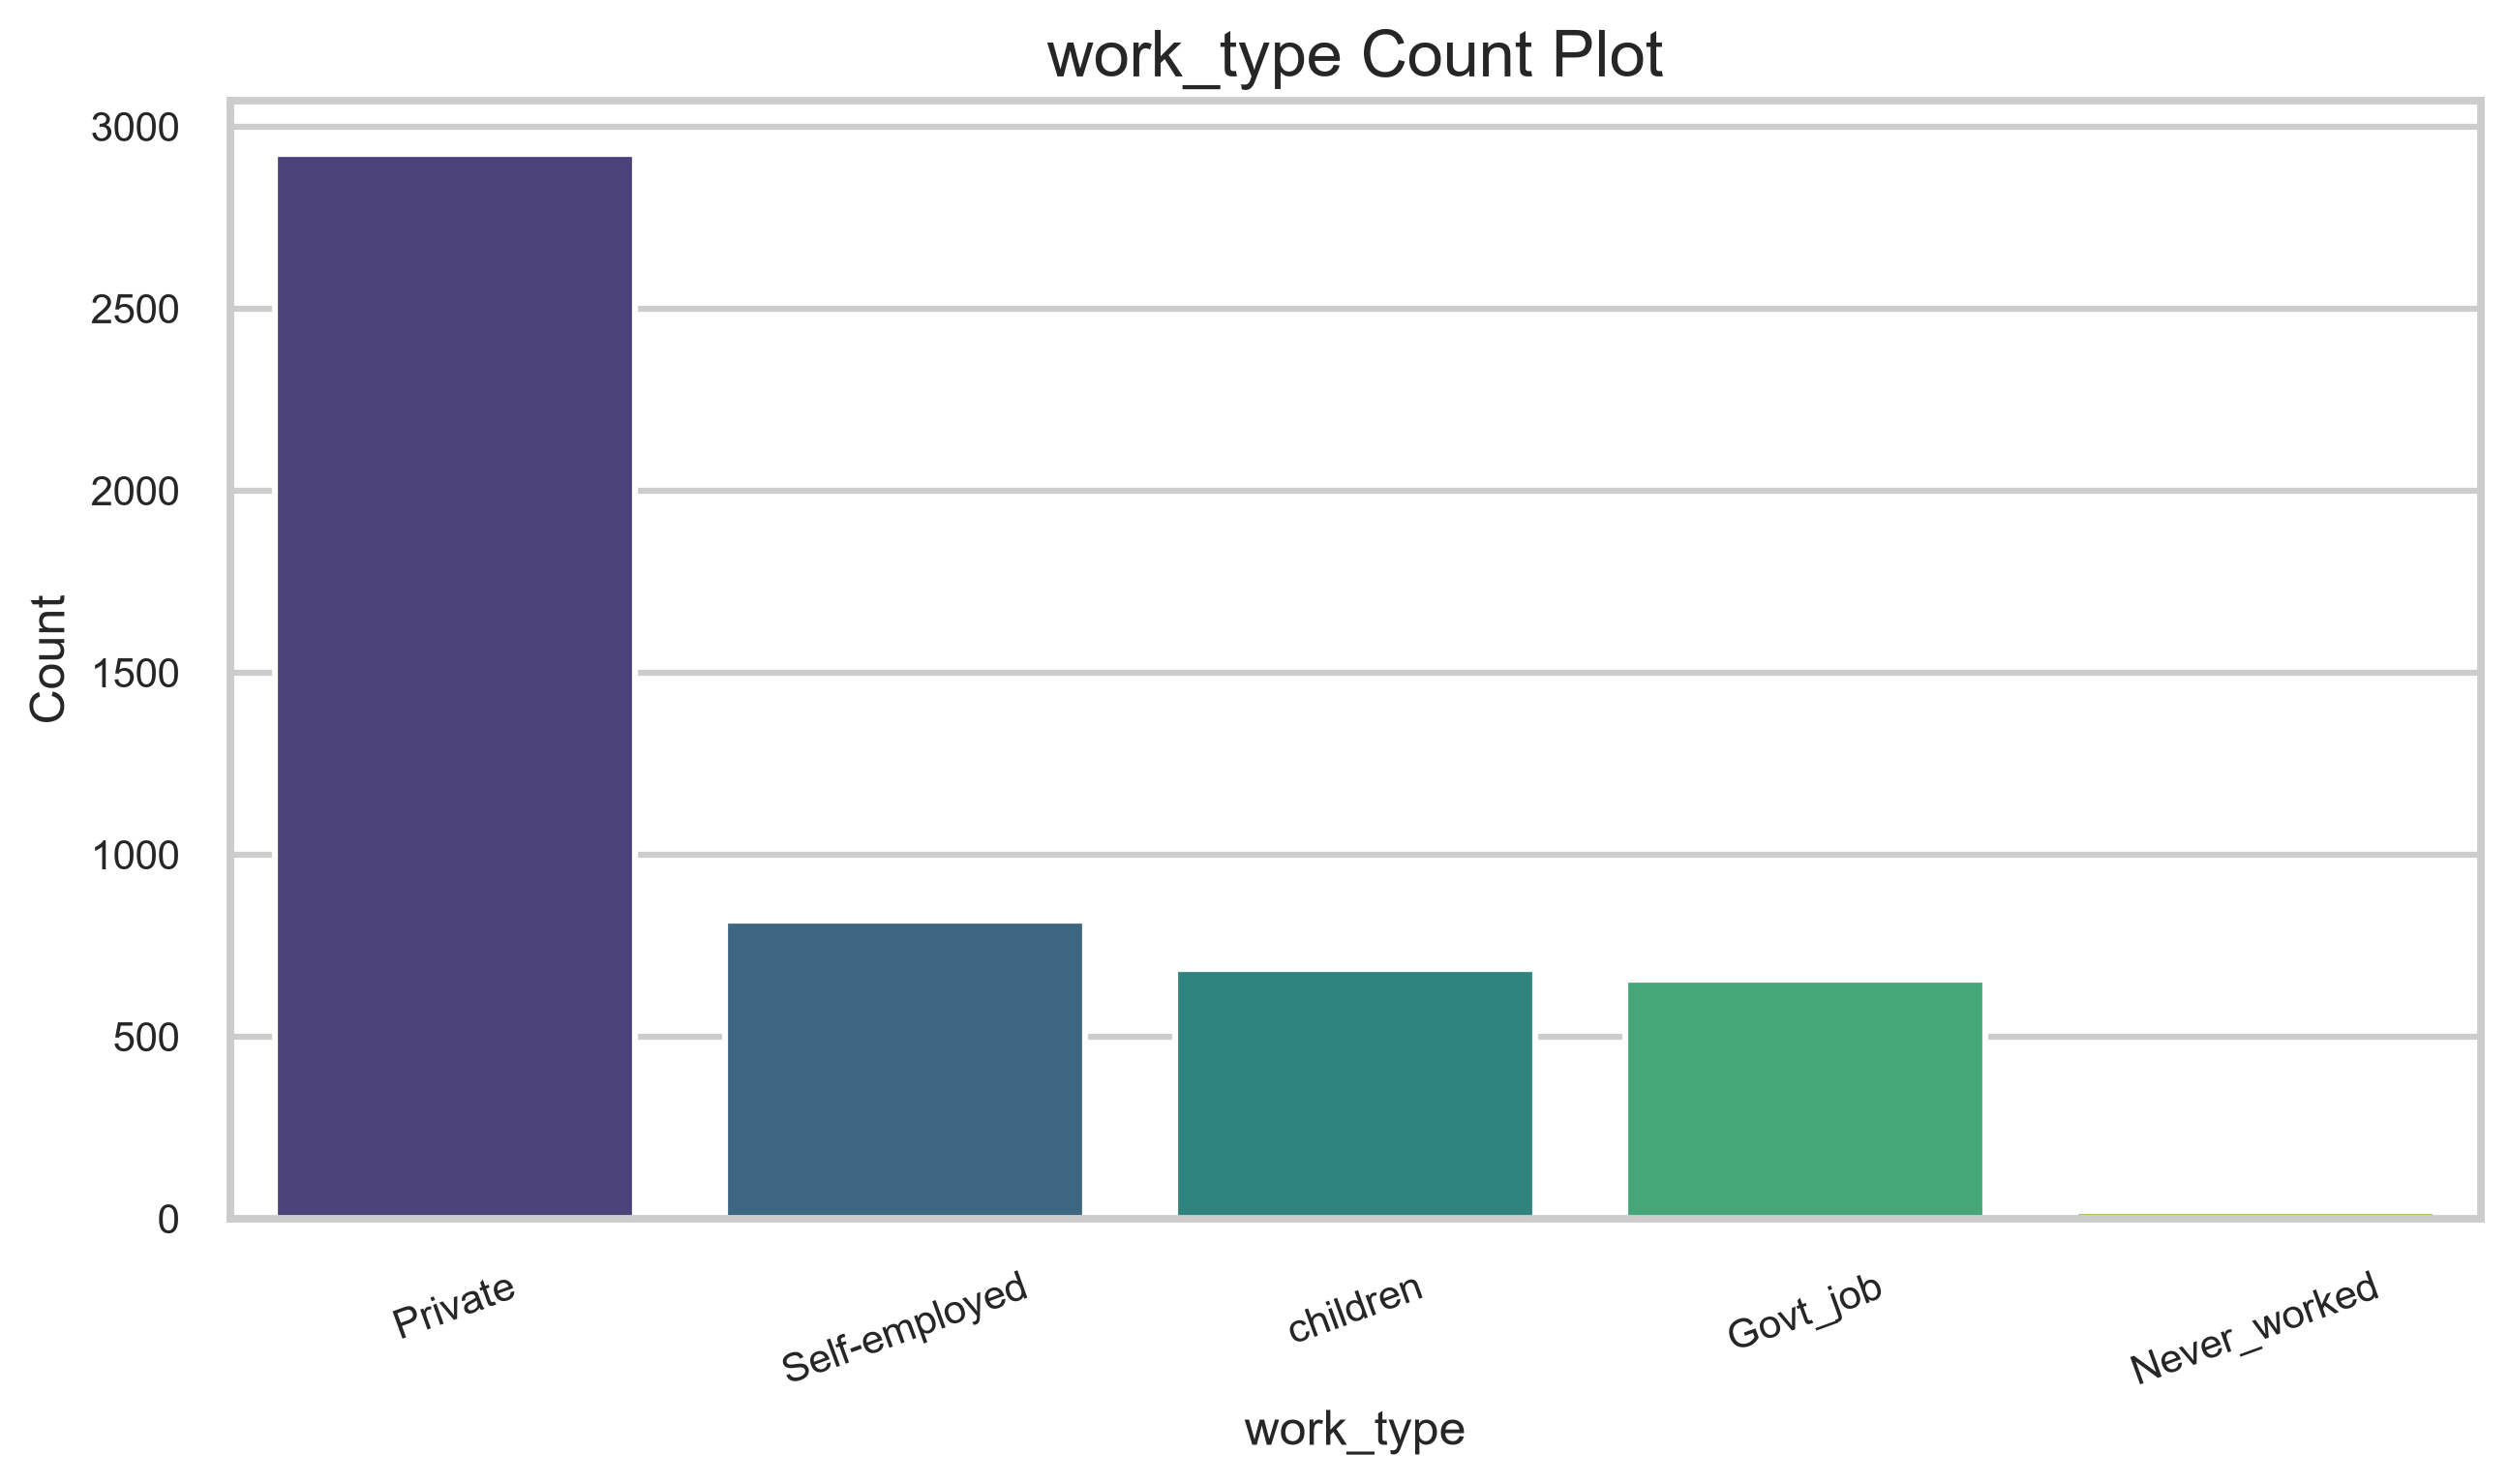 work_type Count Plot
3000
2500
2000
1500
1000
500
0
Count
Private
Self-employed
children
Govt_job
Never_worked
work_type